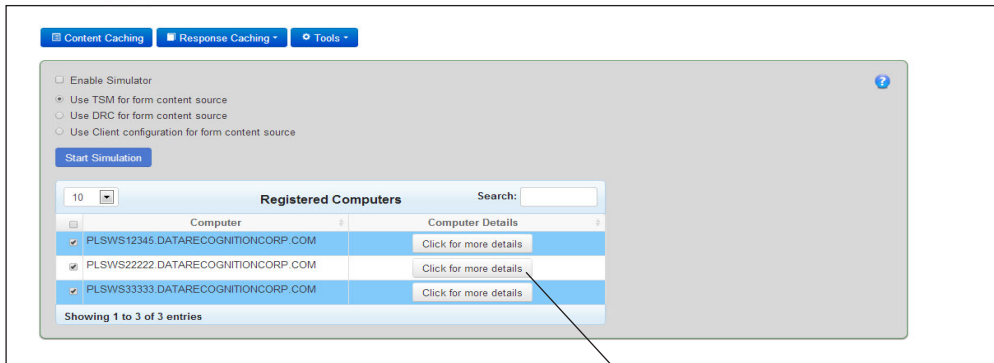 Content Caching Response Caching Tools
Enable Simulator
Use TSM for form content source
Use DRC for form content source
Use Client configuration for form content source
Start Simulation
10 Registered Computers Search:
Computer Computer Details
PLSWS12345.DATARECOGNITIONCORP.COM Click for more details
PLSWS22222.DATARECOGNITIONCORP.COM Click for more details
PLSWS33333.DATARECOGNITIONCORP.COM Click for more details
Showing 1 to 3 of 3 entries